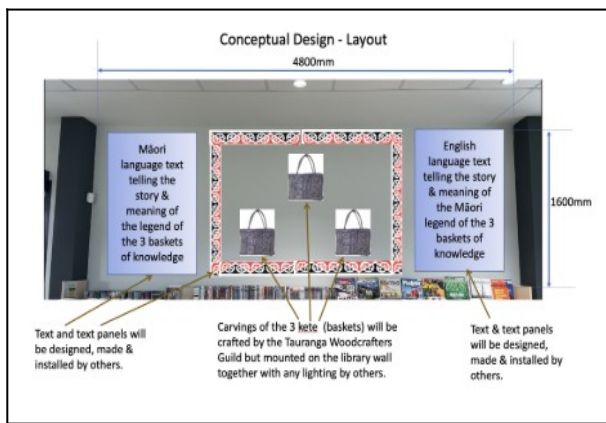 Conceptual Design - Layout
4800mm
Māori
language text
telling the
story &
meaning of
the legend of
the 3 baskets
of knowledge
English
language text
telling the
story &
meaning of
the Māori
legend of the 3
baskets of
knowledge
1600mm
Text and text panels will
be designed, made &
installed by others.
Carvings of the 3 kete (baskets) will be
crafted by the Tauranga Woodcrafters
Guild but mounted on the library wall
together with any lighting by others.
Text & text panels
will be designed,
made & installed by
others.